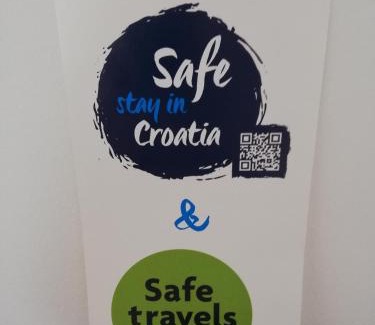 Safe
stay in
Croatia
&
Safe
travels